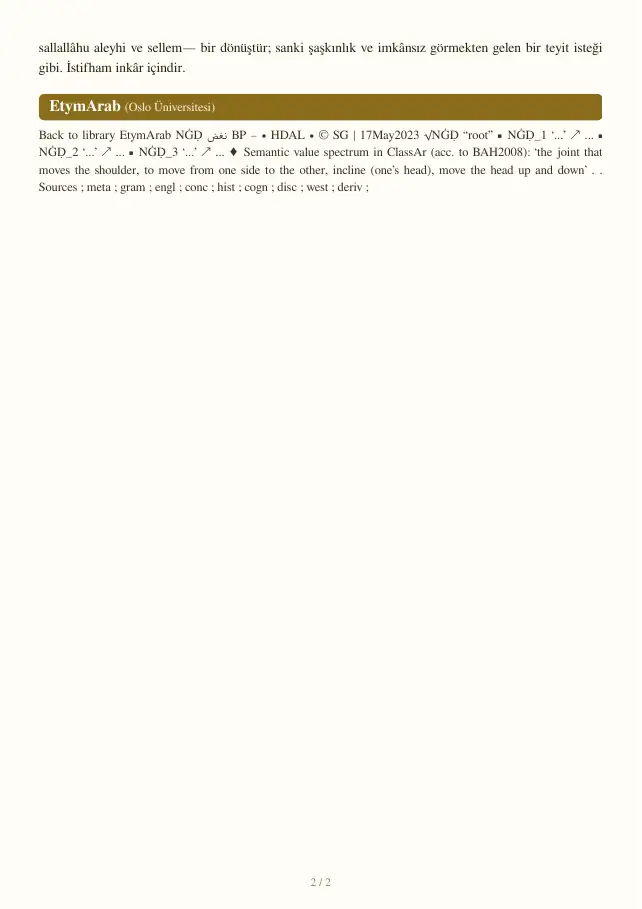 sallallâhu aleyhi ve sellem— bir dönüştür; sanki şaşkınlık ve imkânsız görmekten gelen bir teyit isteği
gibi. İstifham inkâr içindir.
EtymArab (Oslo Üniversitesi)
Back to library EtymArab NĠḌ نغض BP – • HDAL • © SG | 17May2023 √NĠḌ “root” ▪ NĠḌ_1 ‘...’ ↗ ... ▪
NĠḌ_2 ‘...’ ↗ ... ▪ NĠḌ_3 ‘...’ ↗ ... ♦ Semantic value spectrum in ClassAr (acc. to BAH2008): ‘the joint that
moves the shoulder, to move from one side to the other, incline (one's head), move the head up and down’ . .
Sources ; meta ; gram ; engl ; conc ; hist ; cogn ; disc ; west ; deriv ;
2 / 2